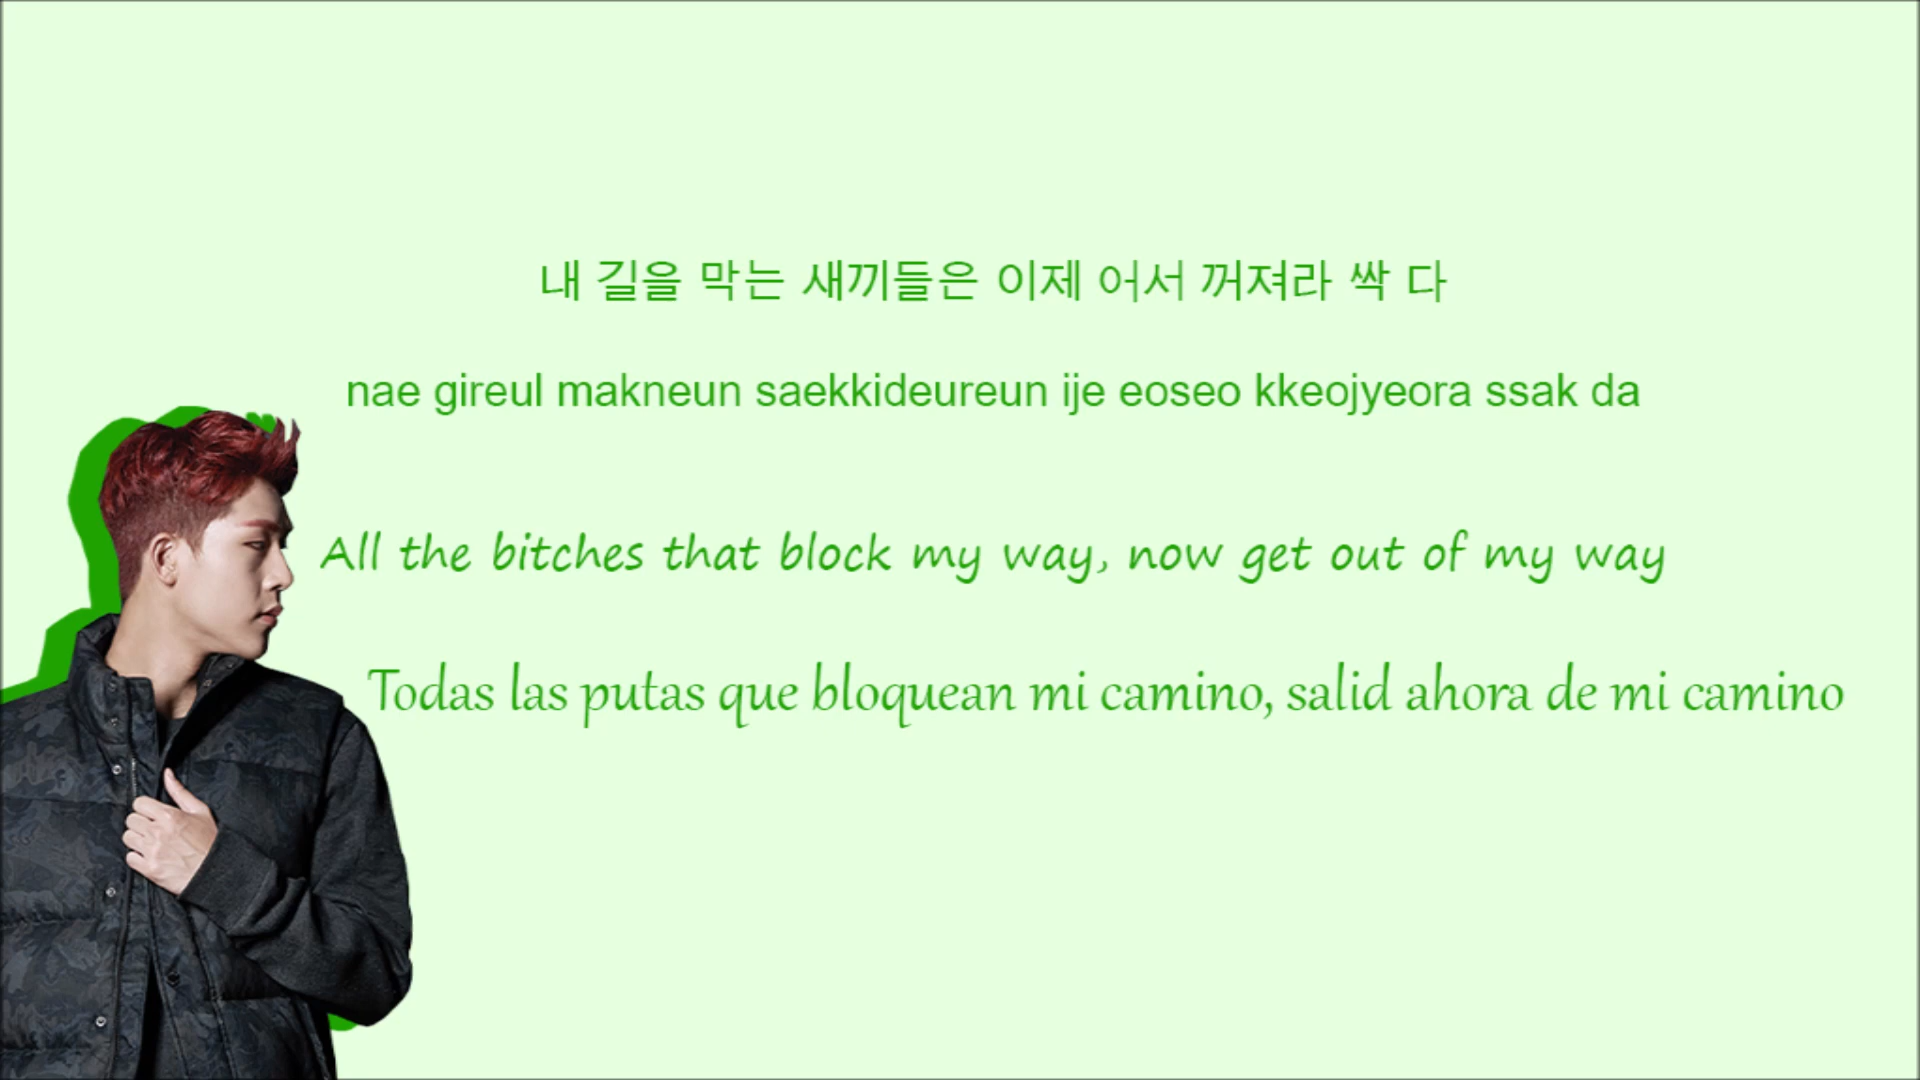 내 길을 막는 새끼들은 이제 어서 꺼져라 싹 다
nae gireul makneun saekkideureun ije eoseo kkeojyeora ssak da
All the bitches that block my way, now get out of my way
Todas las putas que bloquean mi camino, salid ahora de mi camino